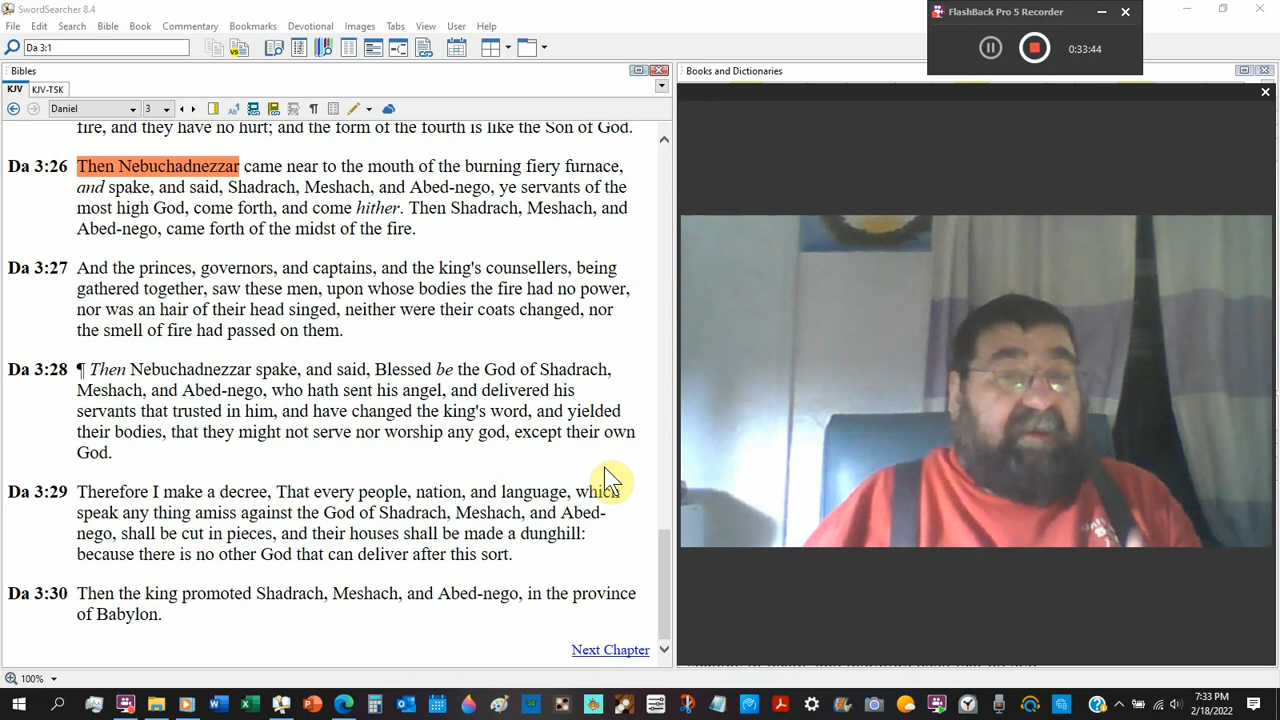 SwordSearcher 8.4
File Edit Search Bible Book Commentary Bookmarks Devotional Images Tabs View User Help
FlashBack Pro 5 Recorder
0:33:44
Da 3:1
VS
Bibles
Books and Dictionaries
KJV KJV-TSK
Daniel 3
fire, and they have no hurt; and the form of the fourth is like the Son of God.
Da 3:26 Then Nebuchadnezzar came near to the mouth of the burning fiery furnace,
and spake, and said, Shadrach, Meshach, and Abed-nego, ye servants of the
most high God, come forth, and come hither. Then Shadrach, Meshach, and
Abed-nego, came forth of the midst of the fire.
Da 3:27 And the princes, governors, and captains, and the king's counsellers, being
gathered together, saw these men, upon whose bodies the fire had no power,
nor was an hair of their head singed, neither were their coats changed, nor
the smell of fire had passed on them.
Da 3:28 ¶ Then Nebuchadnezzar spake, and said, Blessed be the God of Shadrach,
Meshach, and Abed-nego, who hath sent his angel, and delivered his
servants that trusted in him, and have changed the king's word, and yielded
their bodies, that they might not serve nor worship any god, except their own
God.
Da 3:29 Therefore I make a decree, That every people, nation, and language, which
speak any thing amiss against the God of Shadrach, Meshach, and Abed-
nego, shall be cut in pieces, and their houses shall be made a dunghill:
because there is no other God that can deliver after this sort.
Da 3:30 Then the king promoted Shadrach, Meshach, and Abed-nego, in the province
of Babylon.
Next Chapter
100%
7:33 PM
2/18/2022